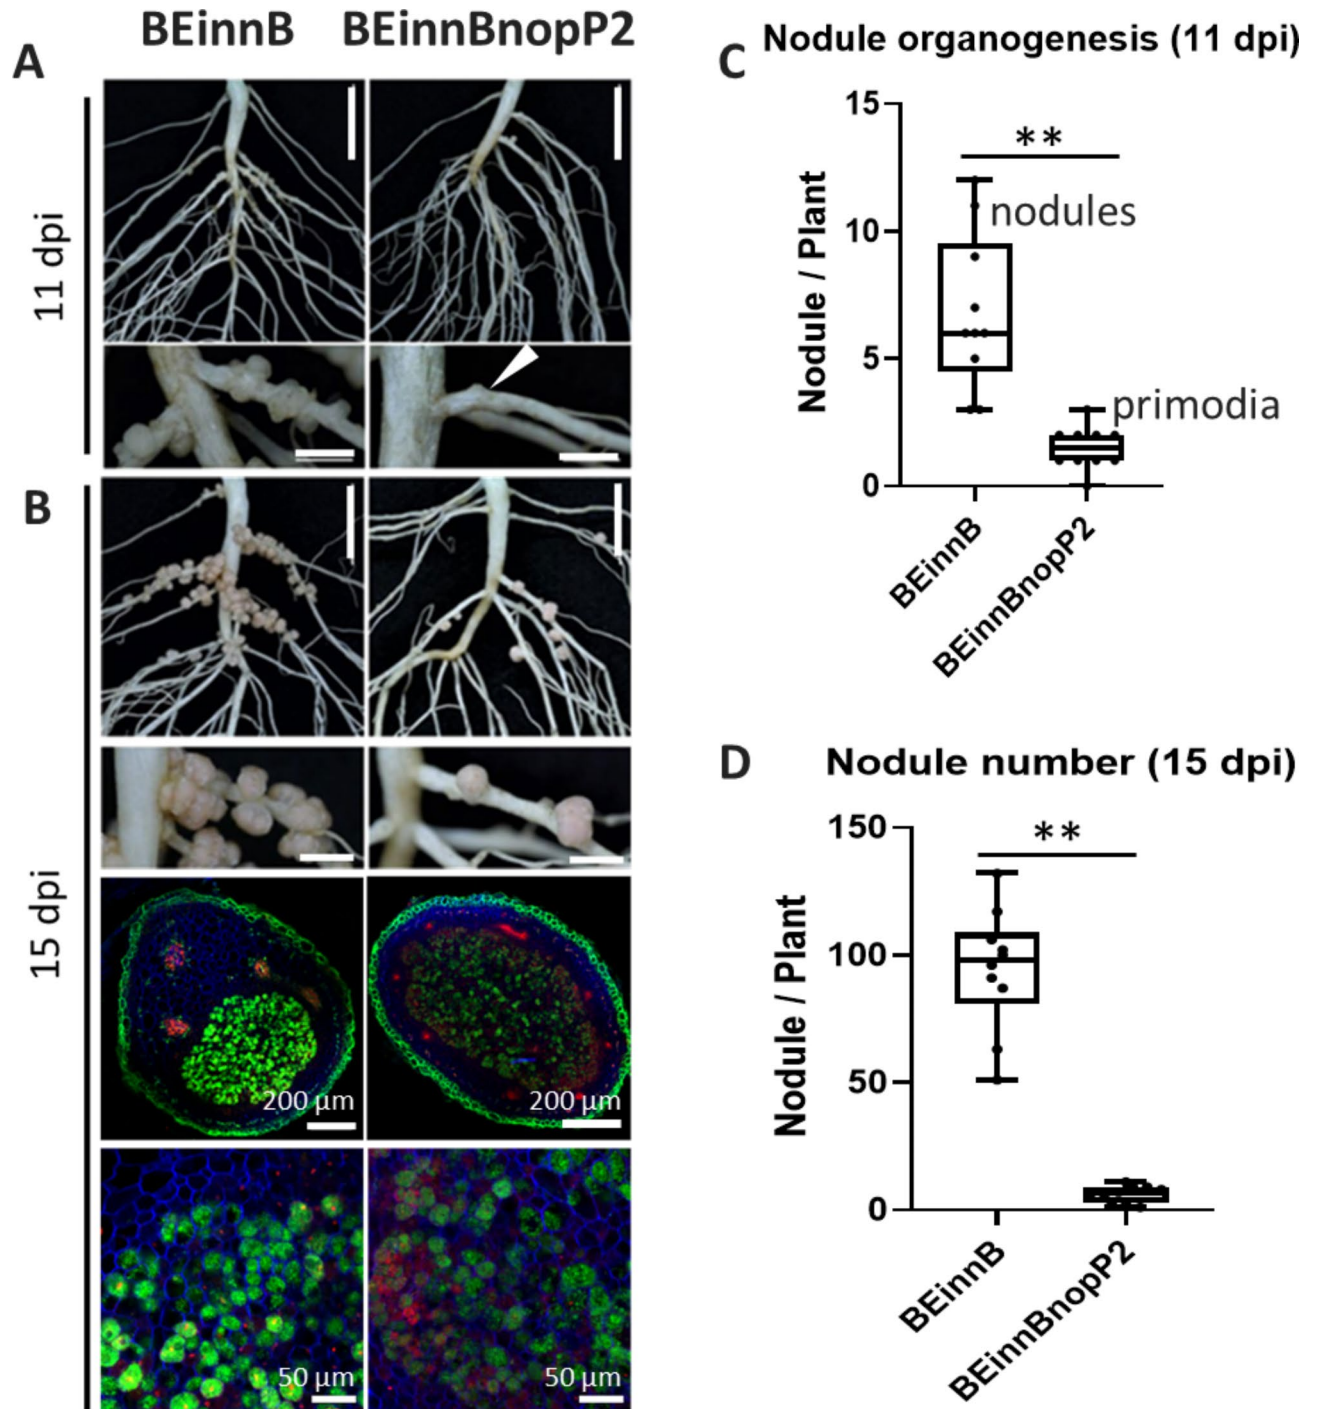 BEinnB BEinnBnopP2
A
11 dpi
B
15 dpi
200 µm
200 µm
50 µm
50 µm
C Nodule organogenesis (11 dpi)
15
10
5
0
Nodule / Plant
**
nodules
primodia
BEinnB
BEinnBnopP2
D Nodule number (15 dpi)
150
100
50
0
Nodule / Plant
**
BEinnB
BEinnBnopP2